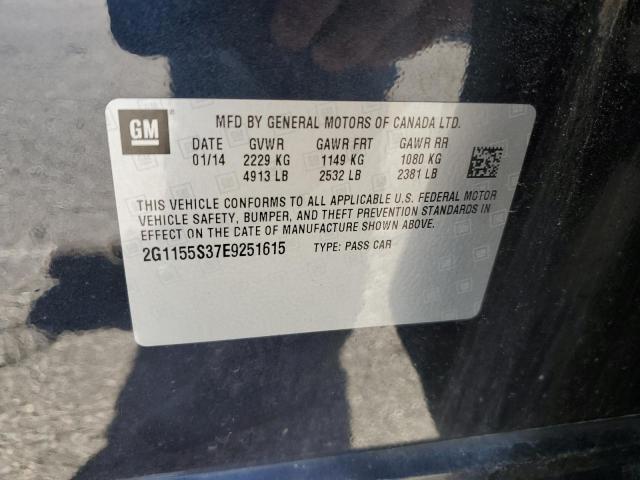 GM
MFD BY GENERAL MOTORS OF CANADA LTD.
DATE GVWR GAWR FRT GAWR RR
01/14 2229 KG 1149 KG 1080 KG
4913 LB 2532 LB 2381 LB
THIS VEHICLE CONFORMS TO ALL APPLICABLE U.S. FEDERAL MOTOR
VEHICLE SAFETY, BUMPER, AND THEFT PREVENTION STANDARDS IN
EFFECT ON THE DATE OF MANUFACTURE SHOWN ABOVE.
2G1155S37E9251615 TYPE: PASS CAR